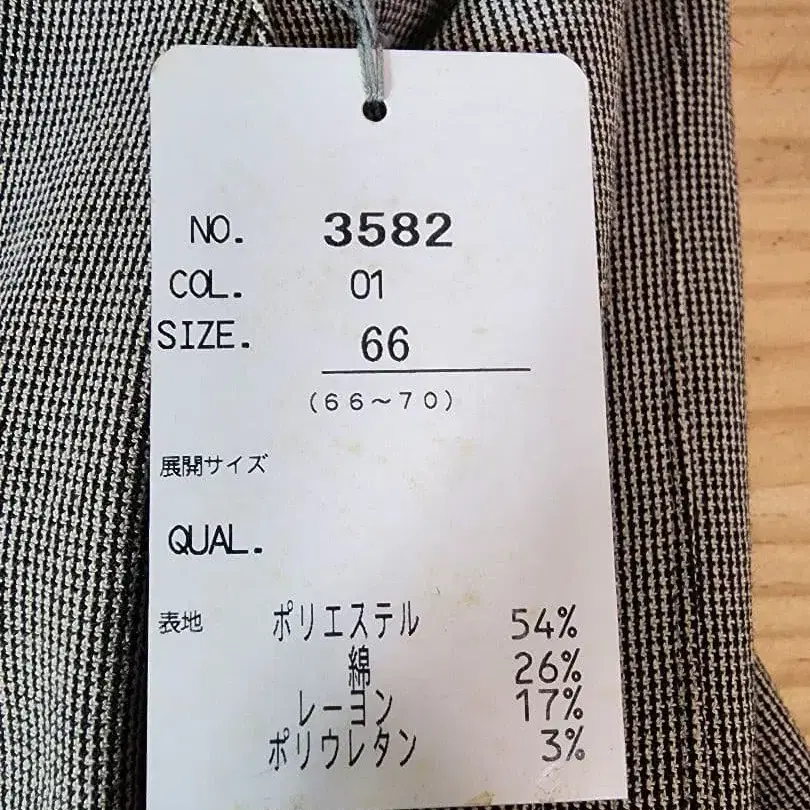 NO. 3582
COL. 01
SIZE. 66
(66～70)
展開サイズ
QUAL.
表地 ポリエステル 54%
綿 26%
レーヨン 17%
ポリウレタン 3%